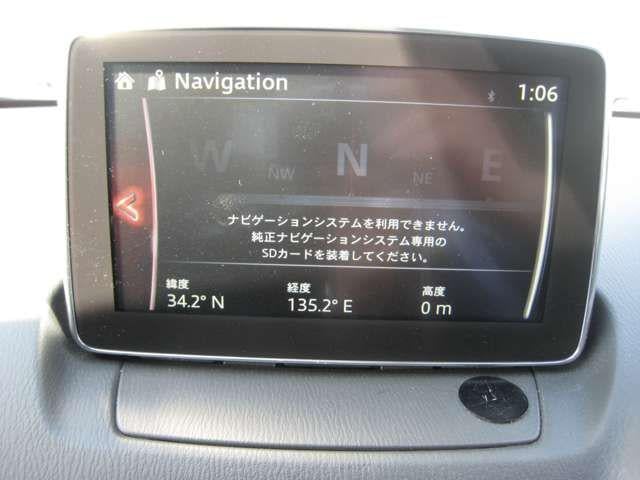 Navigation 1:06
W NW N NE E
ナビゲーションシステムを利用できません。
純正ナビゲーションシステム専用の
SDカードを装着してください。
緯度 経度 高度
34.2° N 135.2° E 0 m